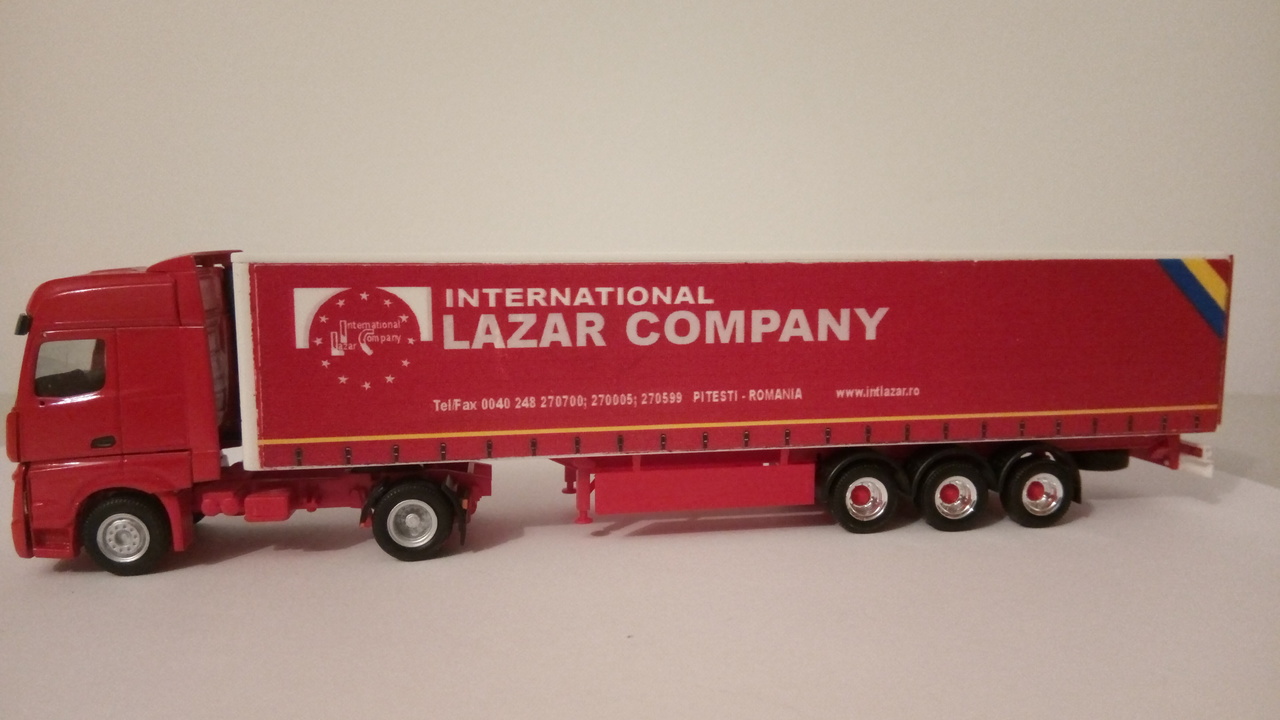 INTERNATIONAL
LAZAR COMPANY
International
Lazar Company
Tel/Fax 0040 248 270700; 270005; 270599 PITESTI - ROMANIA www.intlazar.ro